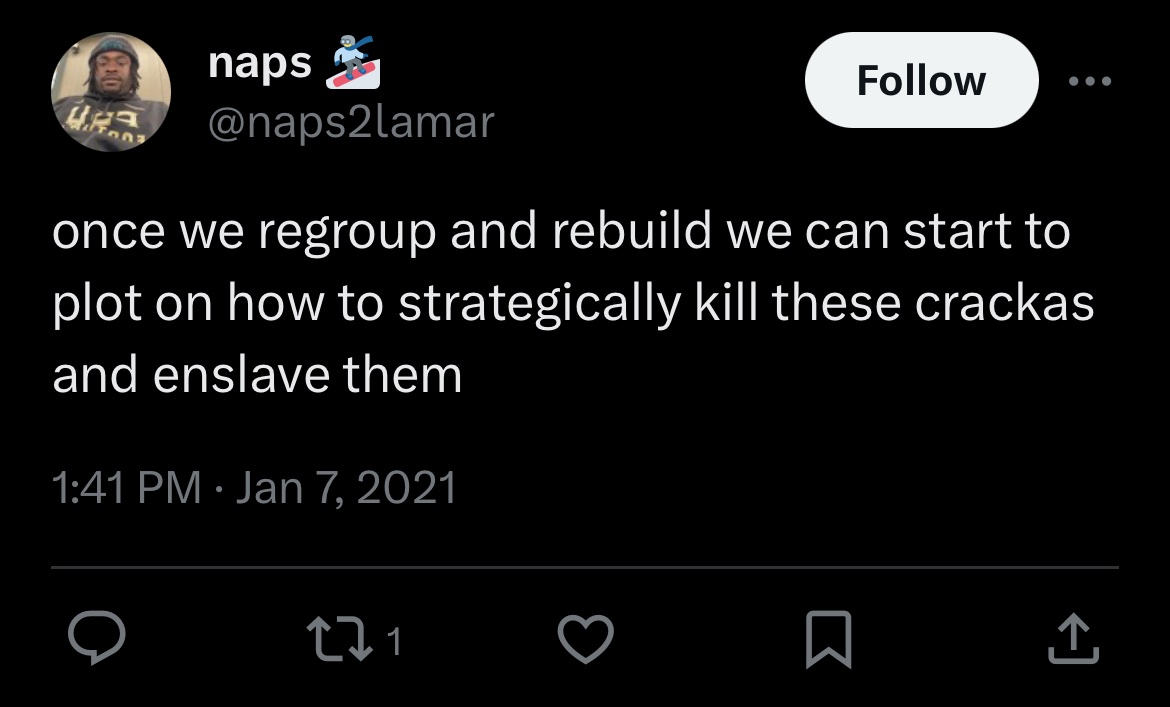 naps 🏂
Follow
@naps2lamar
once we regroup and rebuild we can start to
plot on how to strategically kill these crackas
and enslave them
1:41 PM · Jan 7, 2021
1